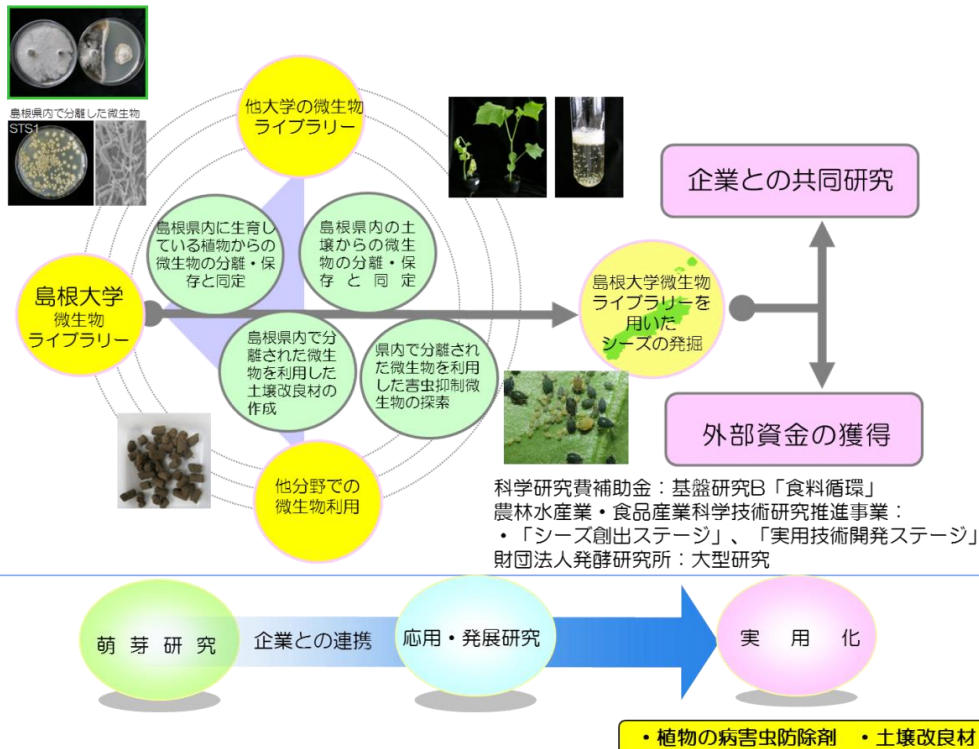 島根県内で分離した微生物
STS1
他大学の微生物
ライブラリー
島根県内に生育し
ている植物からの
微生物の分離・保
存と同定
島根県内の土
壌からの微生
物の分離・保
存と同定
島根大学
微生物
ライブラリー
島根県内で分
離された微生
物を利用した
土壌改良材の
作成
県内で分離され
た微生物を利用
した害虫抑制微
生物の探索
他分野での
微生物利用
島根大学微生物
ライブラリーを
用いた
シーズの発掘
企業との共同研究
外部資金の獲得
科学研究費補助金:基盤研究B「食料循環」
農林水産業・食品産業科学技術研究推進事業:
・「シーズ創出ステージ」、「実用技術開発ステージ」
財団法人発酵研究所:大型研究
萌芽研究
企業との連携
応用・発展研究
実用化
・植物の病害虫防除剤 ・土壌改良材